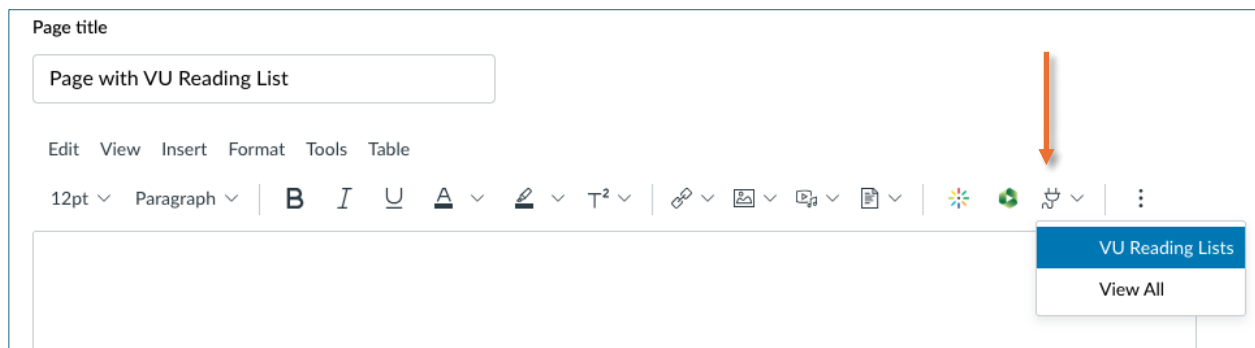 Page title
Page with VU Reading List
Edit View Insert Format Tools Table
12pt Paragraph B I U A T²
VU Reading Lists
View All